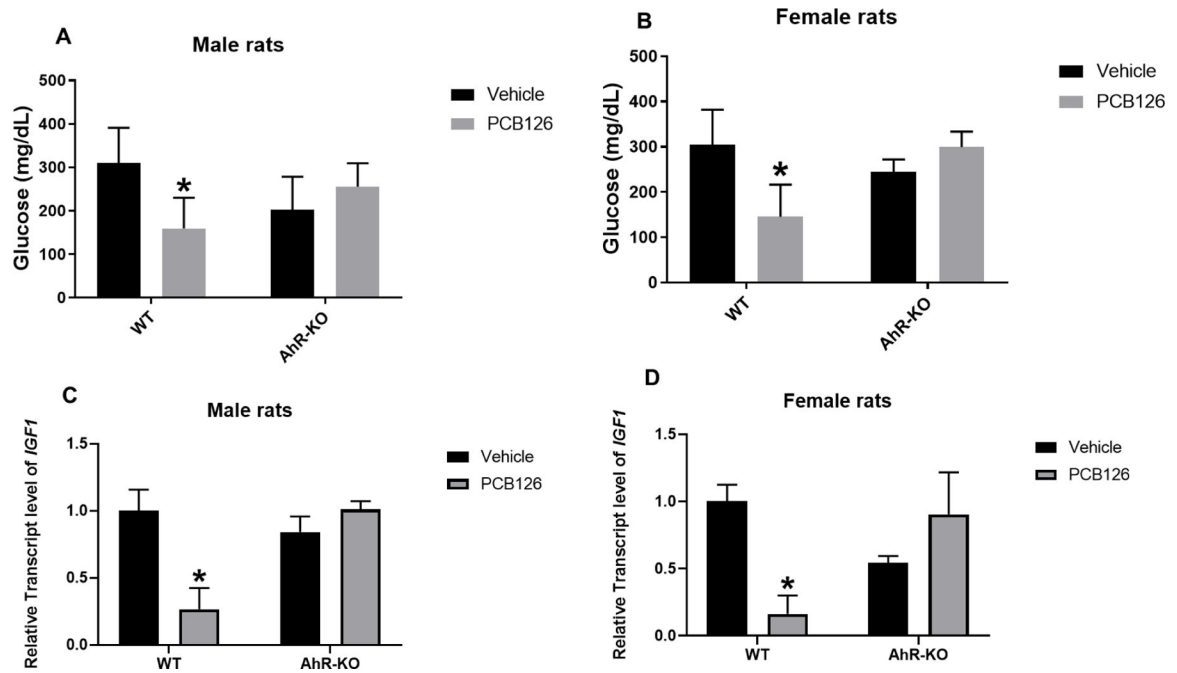 A
Male rats
Glucose (mg/dL)
500
400
300
200
100
0
*
WT
AhR-KO
Vehicle
PCB126
B
Female rats
Glucose (mg/dL)
500
400
300
200
100
0
*
WT
AhR-KO
Vehicle
PCB126
C
Male rats
Relative Transcript level of IGF1
1.5
1.0
0.5
0.0
*
WT
AhR-KO
Vehicle
PCB126
D
Female rats
Relative Transcript level of IGF1
1.5
1.0
0.5
0.0
*
WT
AhR-KO
Vehicle
PCB126